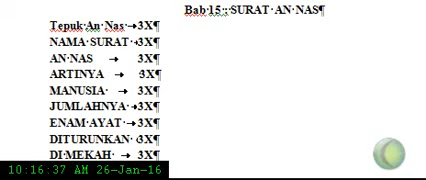 Bab 15 : SURAT AN NAS¶
Tepuk An Nas → 3X¶
NAMA SURAT → 3X¶
AN NAS → 3X¶
ARTINYA → 3X¶
MANUSIA → 3X¶
JUMLAHNYA → 3X¶
ENAM AYAT → 3X¶
DITURUNKAN 3X¶
DI MEKAH → 3X¶
10:16:37 AM 26-Jan-16